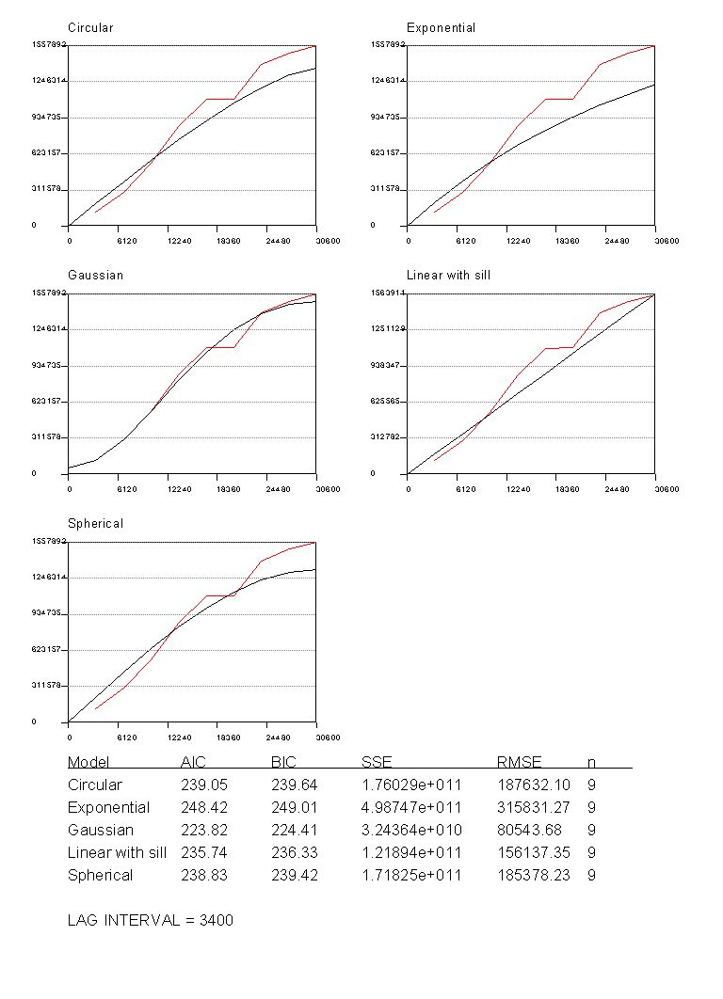 Circular
1557892
1246314
934735
623157
311578
0
0 6120 12240 18360 24480 30600
Exponential
1557892
1246314
934735
623157
311578
0
0 6120 12240 18360 24480 30600
Gaussian
1557892
1246314
934735
623157
311578
0
0 6120 12240 18360 24480 30600
Linear with sill
1563914
1251129
938347
625565
312782
0
0 6120 12240 18360 24480 30600
Spherical
1557892
1246314
934735
623157
311578
0
0 6120 12240 18360 24480 30600
Model AIC BIC SSE RMSE n
Circular 239.05 239.64 1.76029e+011 187632.10 9
Exponential 248.42 249.01 4.98747e+011 315831.27 9
Gaussian 223.82 224.41 3.24364e+010 80543.68 9
Linear with sill 235.74 236.33 1.21894e+011 156137.35 9
Spherical 238.83 239.42 1.71825e+011 185378.23 9
LAG INTERVAL = 3400